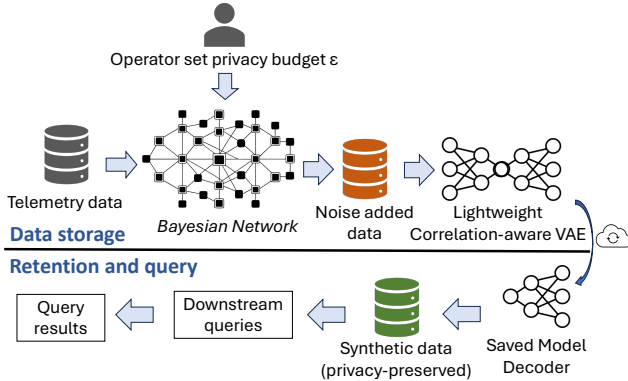 Operator set privacy budget ε
Telemetry data
Bayesian Network
Noise added
data
Lightweight
Correlation-aware VAE
Data storage
Retention and query
Query
results
Downstream
queries
Synthetic data
(privacy-preserved)
Saved Model
Decoder